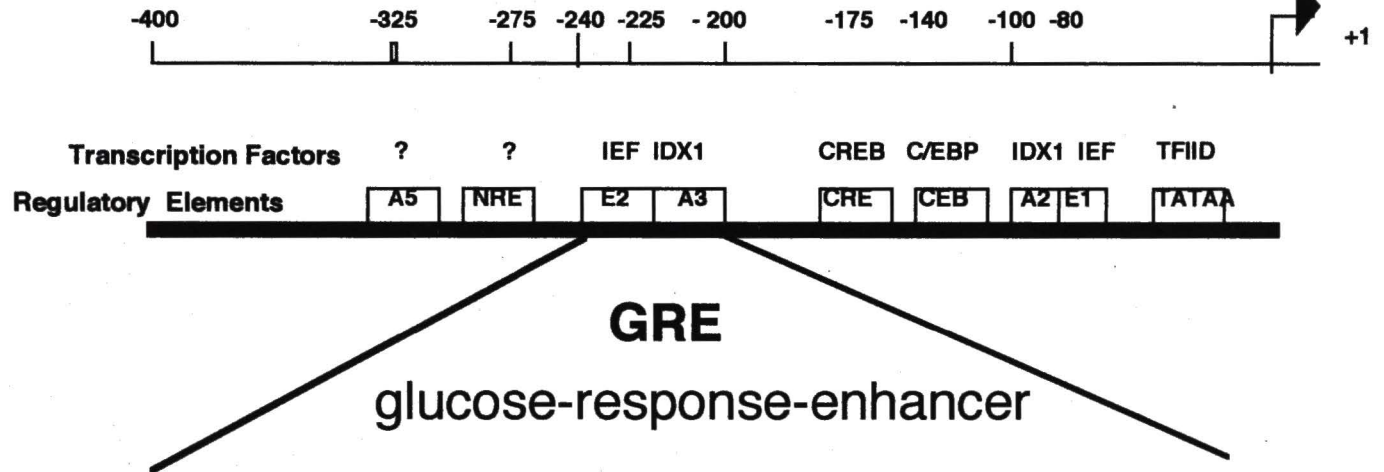 -400 -325 -275 -240 -225 - 200 -175 -140 -100 -80 +1
Transcription Factors ? ? IEF IDX1 CREB C/EBP IDX1 IEF TFIID
Regulatory Elements A5 NRE E2 A3 CRE CEB A2 E1 TATAA
GRE
glucose-response-enhancer